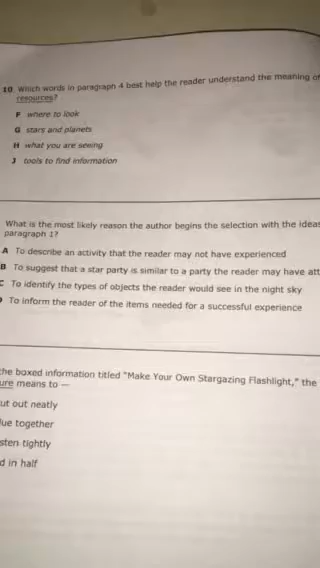 10 Which words in paragraph 4 best help the reader understand the meaning of
resources?
F where to look
G stars and planets
H what you are seeing
J tools to find information
What is the most likely reason the author begins the selection with the ideas
paragraph 1?
A To describe an activity that the reader may not have experienced
B To suggest that a star party is similar to a party the reader may have att
C To identify the types of objects the reader would see in the night sky
To inform the reader of the items needed for a successful experience
the boxed information titled "Make Your Own Stargazing Flashlight," the
ure means to —
ut out neatly
lue together
sten tightly
d in half